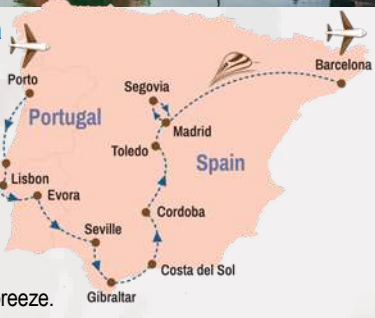 Porto
Barcelona
Segovia
Portugal
Madrid
Toledo
Spain
Lisbon
Evora
Cordoba
Seville
Costa del Sol
Gibraltar
reeze.